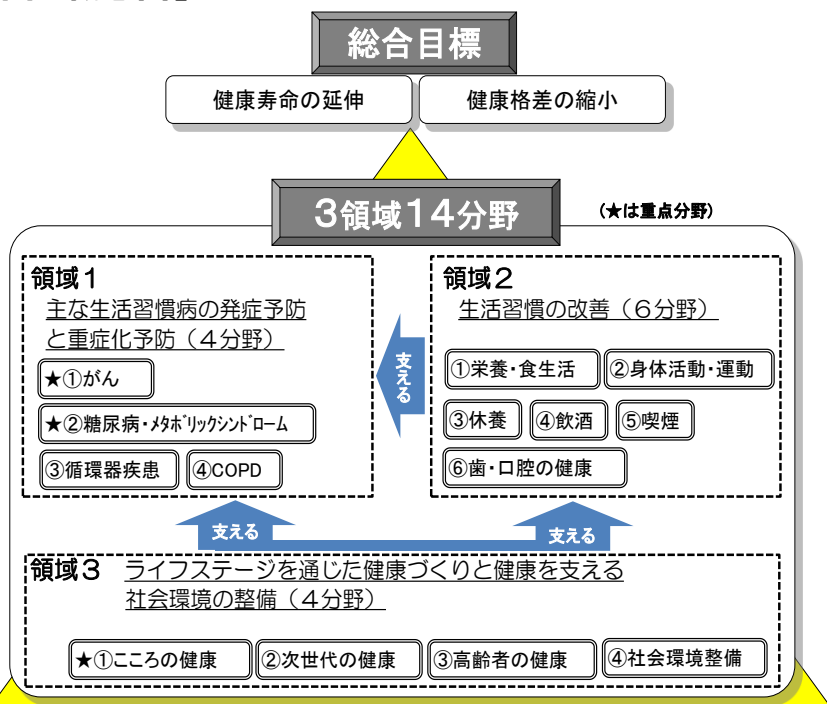 総合目標
健康寿命の延伸
健康格差の縮小
3領域14分野
(★は重点分野)
領域1
主な生活習慣病の発症予防
と重症化予防（4分野）
★①がん
★②糖尿病・ﾒﾀﾎﾞﾘｯｸｼﾝﾄﾞﾛｰﾑ
③循環器疾患
④COPD
支える
領域2
生活習慣の改善（6分野）
①栄養・食生活
②身体活動・運動
③休養
④飲酒
⑤喫煙
⑥歯・口腔の健康
支える
支える
領域3 ライフステージを通じた健康づくりと健康を支える
社会環境の整備（4分野）
★①こころの健康
②次世代の健康
③高齢者の健康
④社会環境整備